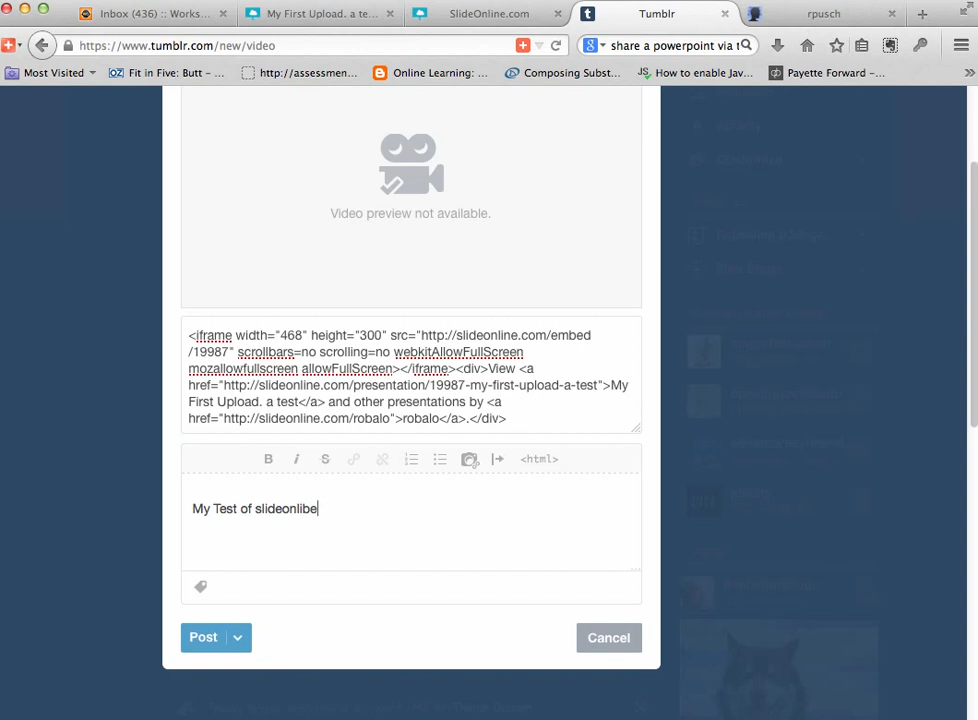 Inbox (436) :: Works...
My First Upload. a te...
SlideOnline.com
Tumblr
rpusch
https://www.tumblr.com/new/video
share a powerpoint via t
Most Visited
Fit in Five: Butt – ...
http://assessmen...
Online Learning: ...
Composing Subst...
How to enable Jav...
Payette Forward – ...
Video preview not available.
<iframe width="468" height="300" src="http://slideonline.com/embed
/19987" scrollbars=no scrolling=no webkitAllowFullScreen
mozallowfullscreen allowFullScreen></iframe><div>View <a
href="http://slideonline.com/presentation/19987-my-first-upload-a-test">My
First Upload. a test</a> and other presentations by <a
href="http://slideonline.com/robalo">robalo</a>.</div>
B i S <html>
My Test of slideonlibe
Post
Cancel